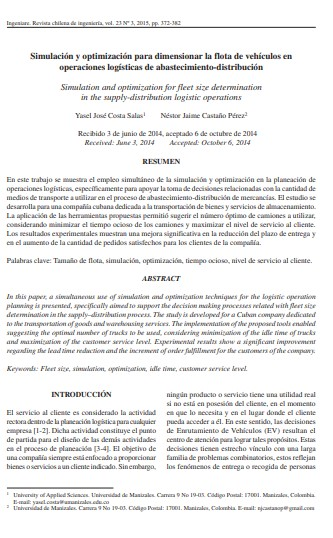 Ingeniare. Revista chilena de ingeniería, vol. 23 Nº 3, 2015, pp. 372-382
Simulación y optimización para dimensionar la flota de vehículos en
operaciones logísticas de abastecimiento-distribución
Simulation and optimization for fleet size determination
in the supply-distribution logistic operations
Yasel José Costa Salas¹ Néstor Jaime Castaño Pérez²
Recibido 3 de junio de 2014, aceptado 6 de octubre de 2014
Received: June 3, 2014 Accepted: October 6, 2014
RESUMEN
En este trabajo se muestra el empleo simultáneo de la simulación y optimización en la planeación de
operaciones logísticas, específicamente para apoyar la toma de decisiones relacionadas con la cantidad de
medios de transporte a utilizar en el proceso de abastecimiento-distribución de mercancías. El estudio se
desarrolla para una compañía cubana dedicada a la transportación de bienes y servicios de almacenamiento.
La aplicación de las herramientas propuestas permitió sugerir el número óptimo de camiones a utilizar,
considerando minimizar el tiempo ocioso de los camiones y maximizar el nivel de servicio al cliente.
Los resultados experimentales muestran una mejora significativa en la reducción del plazo de entrega y
en el aumento de la cantidad de pedidos satisfechos para los clientes de la compañía.
Palabras clave: Tamaño de flota, simulación, optimización, tiempo ocioso, nivel de servicio al cliente.
ABSTRACT
In this paper, a simultaneous use of simulation and optimization techniques for the logistic operation
planning is presented, specifically aimed to support the decision making processes related with fleet size
determination in the supply–distribution process. The study is developed for a Cuban company dedicated
to the transportation of goods and warehousing services. The implementation of the proposed tools enabled
suggesting the optimal number of trucks to be used, considering minimization of the idle time of trucks
and maximization of the customer service level. Experimental results show a significant improvement
regarding the lead time reduction and the increment of order fulfillment for the customers of the company.
Keywords: Fleet size, simulation, optimization, idle time, customer service level.
INTRODUCCIÓN
El servicio al cliente es considerado la actividad
rectora dentro de la planeación logística para cualquier
empresa [1-2]. Dicha actividad constituye el punto
de partida para el diseño de las demás actividades
en el proceso de planeación [3-4]. El objetivo de
una compañía siempre está enfocado a proporcionar
bienes o servicios a un cliente indicado. Sin embargo,
ningún producto o servicio tiene una utilidad real
si no está en posesión del cliente, en el momento
en que lo necesita y en el lugar donde el cliente
pueda acceder a él. En este sentido, las decisiones
de Enrutamiento de Vehículos (EV) resultan el
centro de atención para lograr tales propósitos. Estas
decisiones tienen estrecho vínculo con una larga
familia de problemas combinatorios, estos reflejan
los fenómenos de entrega o recogida de personas
¹ University of Applied Sciences. Universidad de Manizales. Carrera 9 No 19-03. Código Postal: 17001. Manizales, Colombia.
E-mail: yasel.costa@umanizales.edu.co
² Universidad de Manizales. Carrera 9 No 19-03. Código Postal: 17001. Manizales, Colombia. E-mail: njcastanop@gmail.com